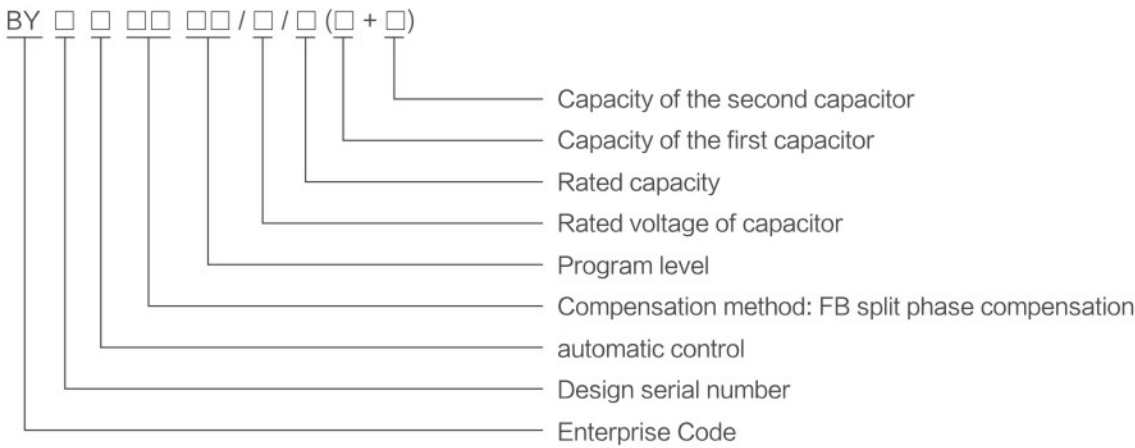 BY □ □ □□ □□ / □ / □ (□ + □)
Capacity of the second capacitor
Capacity of the first capacitor
Rated capacity
Rated voltage of capacitor
Program level
Compensation method: FB split phase compensation
automatic control
Design serial number
Enterprise Code